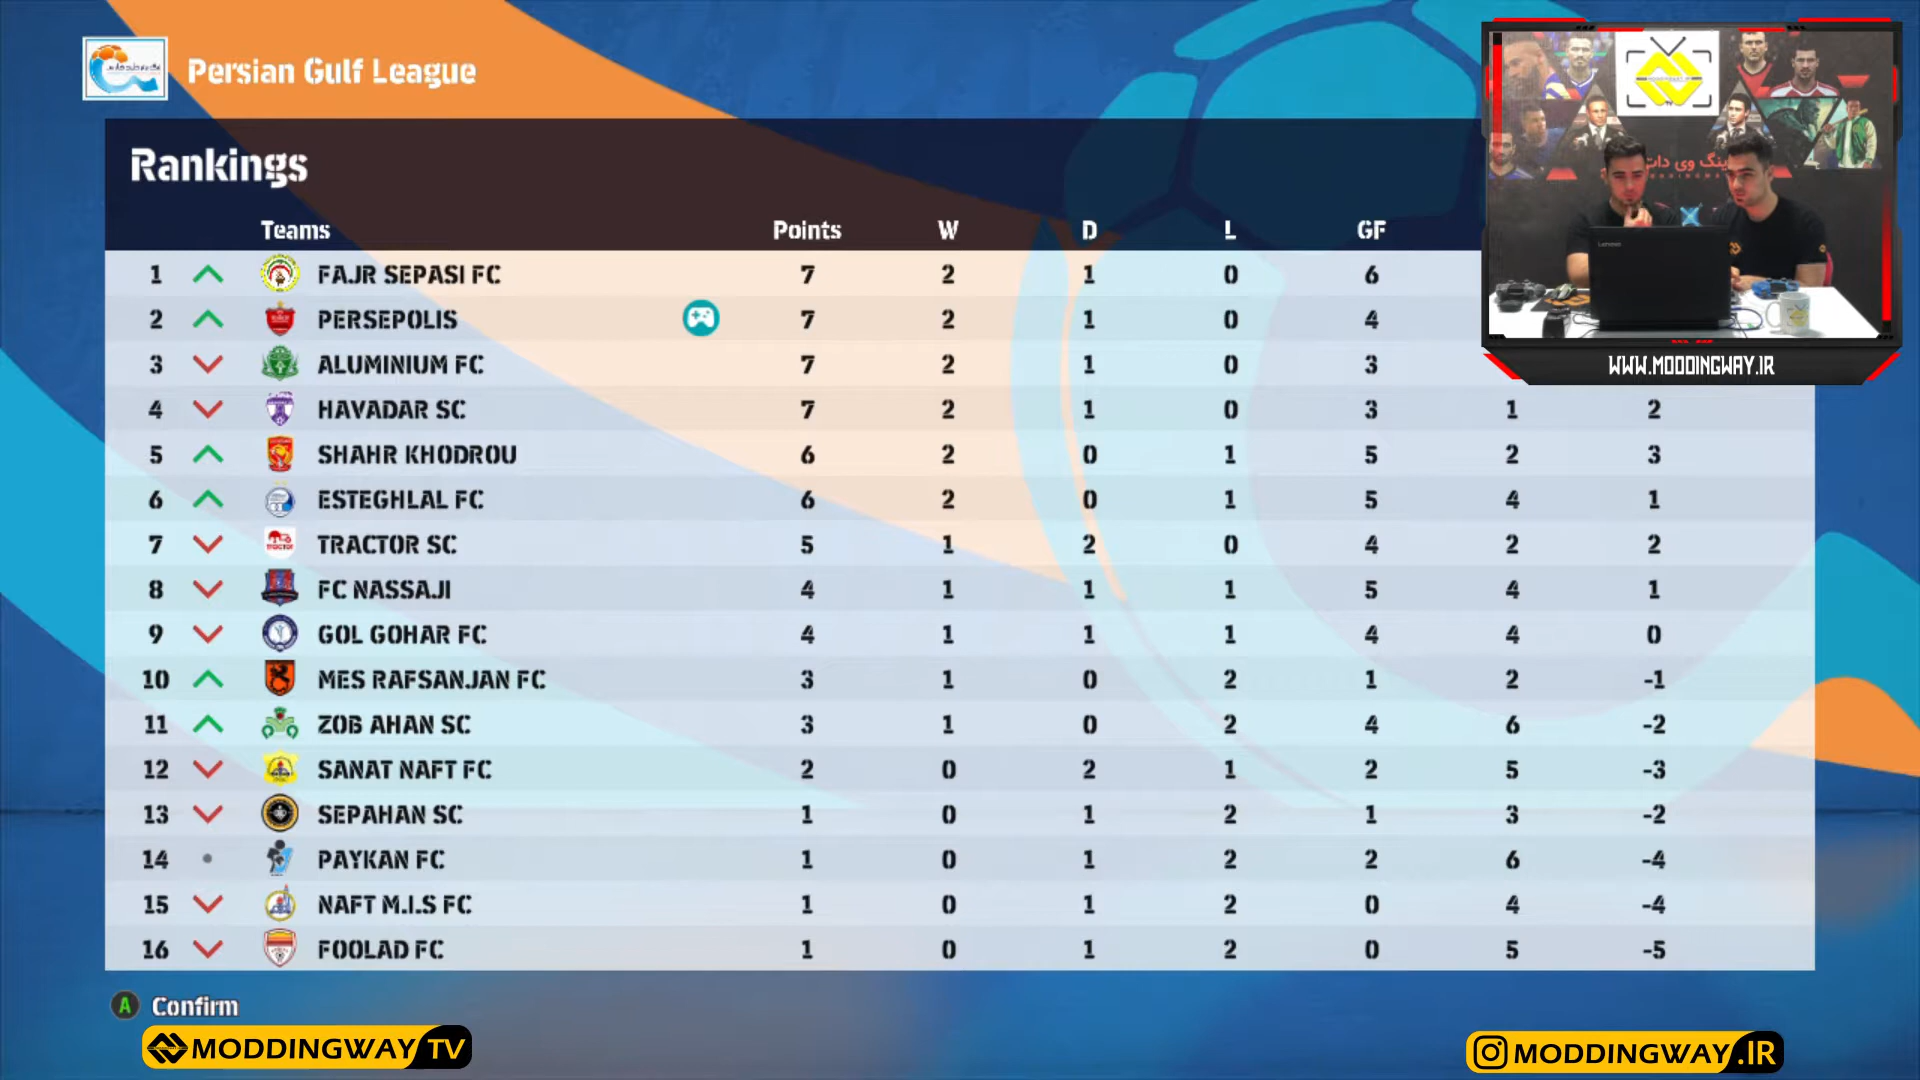 Persian Gulf League
Rankings
Teams Points W D L GF
1 FAJR SEPASI FC 7 2 1 0 6
2 PERSEPOLIS 7 2 1 0 4
3 ALUMINIUM FC 7 2 1 0 3
4 HAVADAR SC 7 2 1 0 3 1 2
5 SHAHR KHODROU 6 2 0 1 5 2 3
6 ESTEGHLAL FC 6 2 0 1 5 4 1
7 TRACTOR SC 5 1 2 0 4 2 2
8 FC NASSAJI 4 1 1 1 5 4 1
9 GOL GOHAR FC 4 1 1 1 4 4 0
10 MES RAFSANJAN FC 3 1 0 2 1 2 -1
11 ZOB AHAN SC 3 1 0 2 4 6 -2
12 SANAT NAFT FC 2 0 2 1 2 5 -3
13 SEPAHAN SC 1 0 1 2 1 3 -2
14 PAYKAN FC 1 0 1 2 2 6 -4
15 NAFT M.I.S FC 1 0 1 2 0 4 -4
16 FOOLAD FC 1 0 1 2 0 5 -5
A Confirm
MODDINGWAY TV
MODDINGWAY .IR
WWW.MODDINGWAY.IR
Lenovo